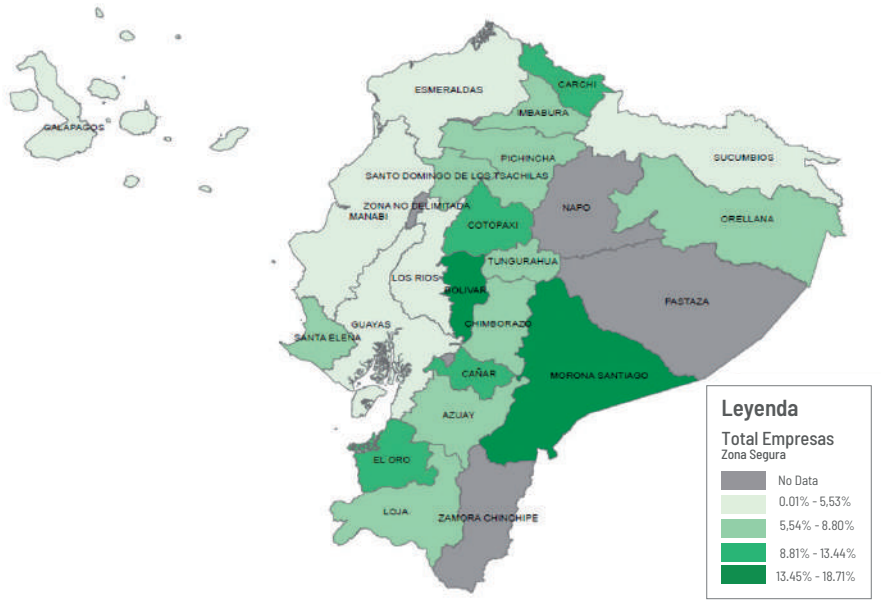 ESMERALDAS
CARCHI
IMBABURA
GALAPAGOS
PICHINCHA
SUCUMBIOS
SANTO DOMINGO DE LOS TSACHILAS
ZONA NO DELIMITADA
NAPO
MANABI
ORELLANA
COTOPAXI
TUNGURAHUA
LOS RIOS
BOLIVAR
PASTAZA
GUAYAS
CHIMBORAZO
SANTA ELENA
CAÑAR
MORONA SANTIAGO
AZUAY
EL ORO
LOJA
ZAMORA CHINCHIPE
Leyenda
Total Empresas
Zona Segura
No Data
0.01% - 5,53%
5,54% - 8.80%
8.81% - 13.44%
13.45% - 18.71%